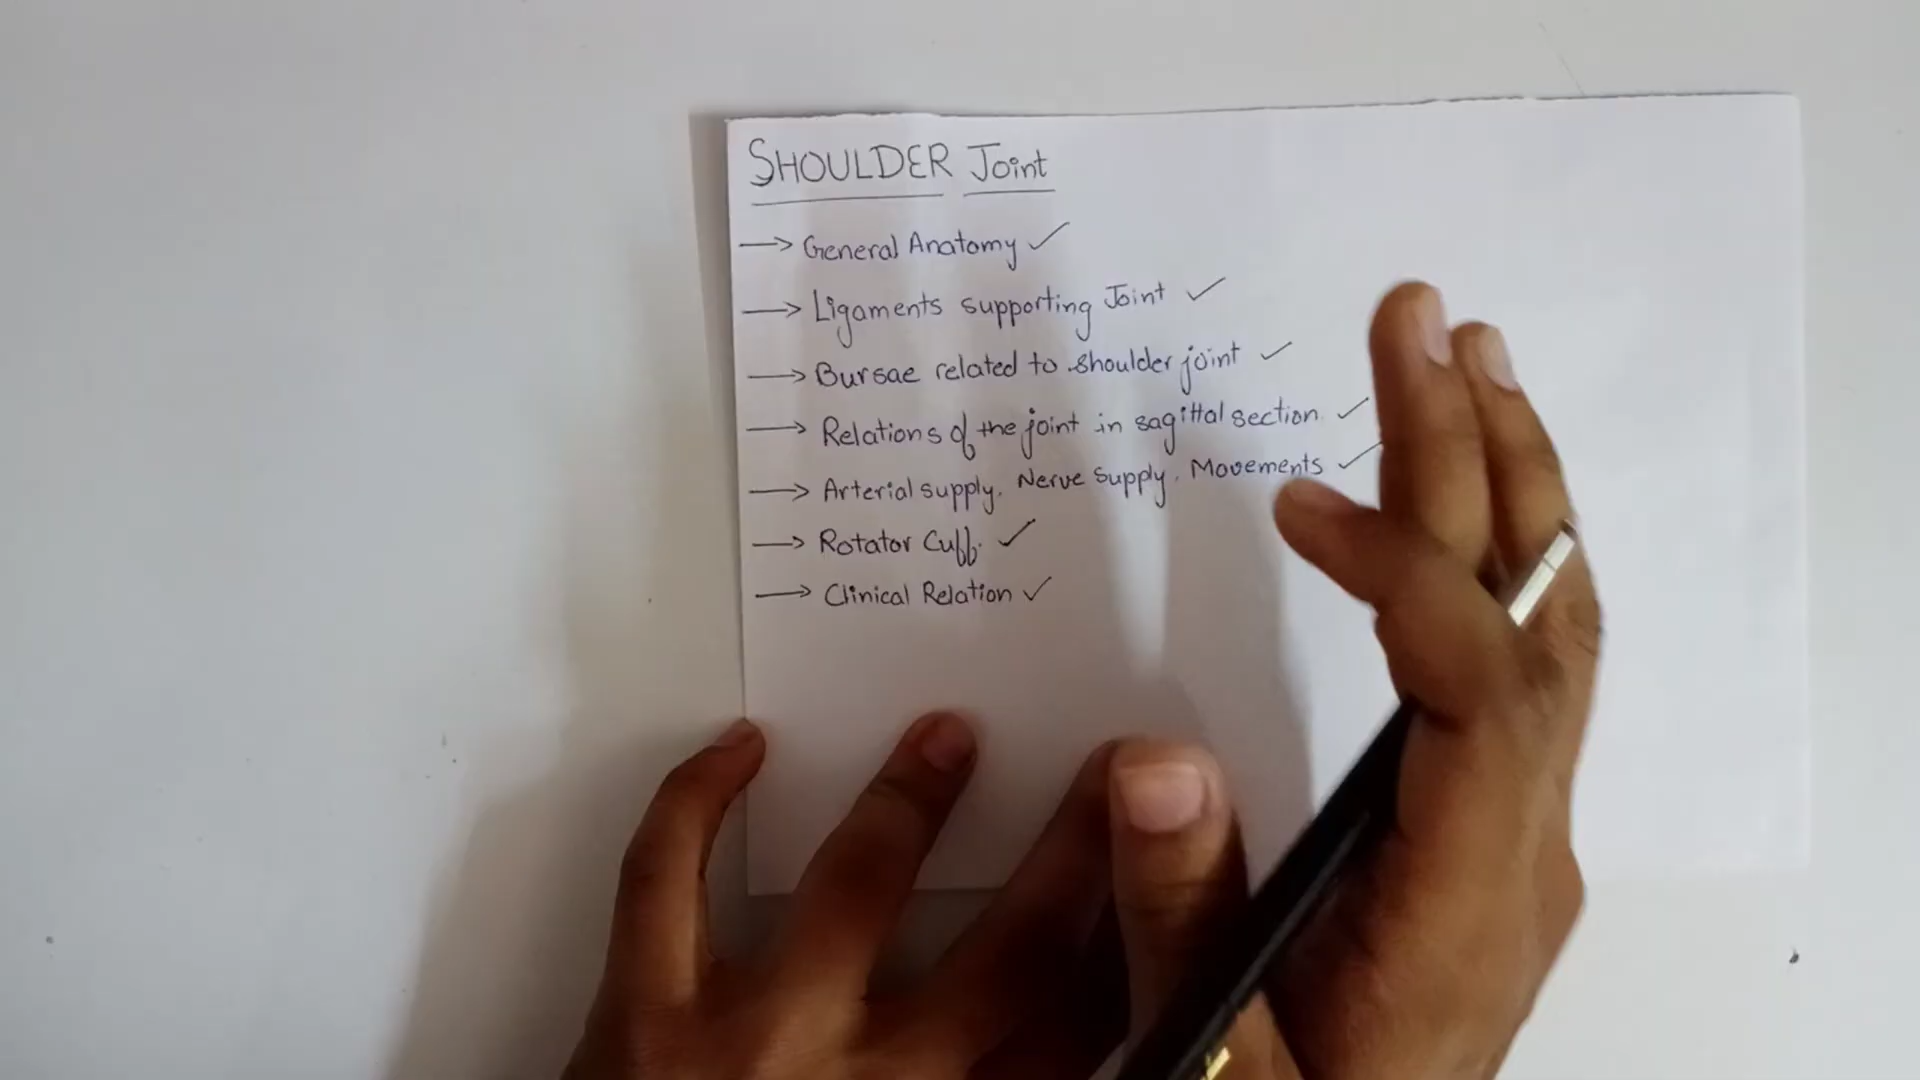 SHOULDER Joint
→ General Anatomy ✓
→ Ligaments supporting Joint ✓
→ Bursae related to shoulder joint ✓
→ Relations of the joint in sagittal section. ✓
→ Arterial supply, Nerve Supply, Movements ✓
→ Rotator Cuff. ✓
→ Clinical Relation ✓